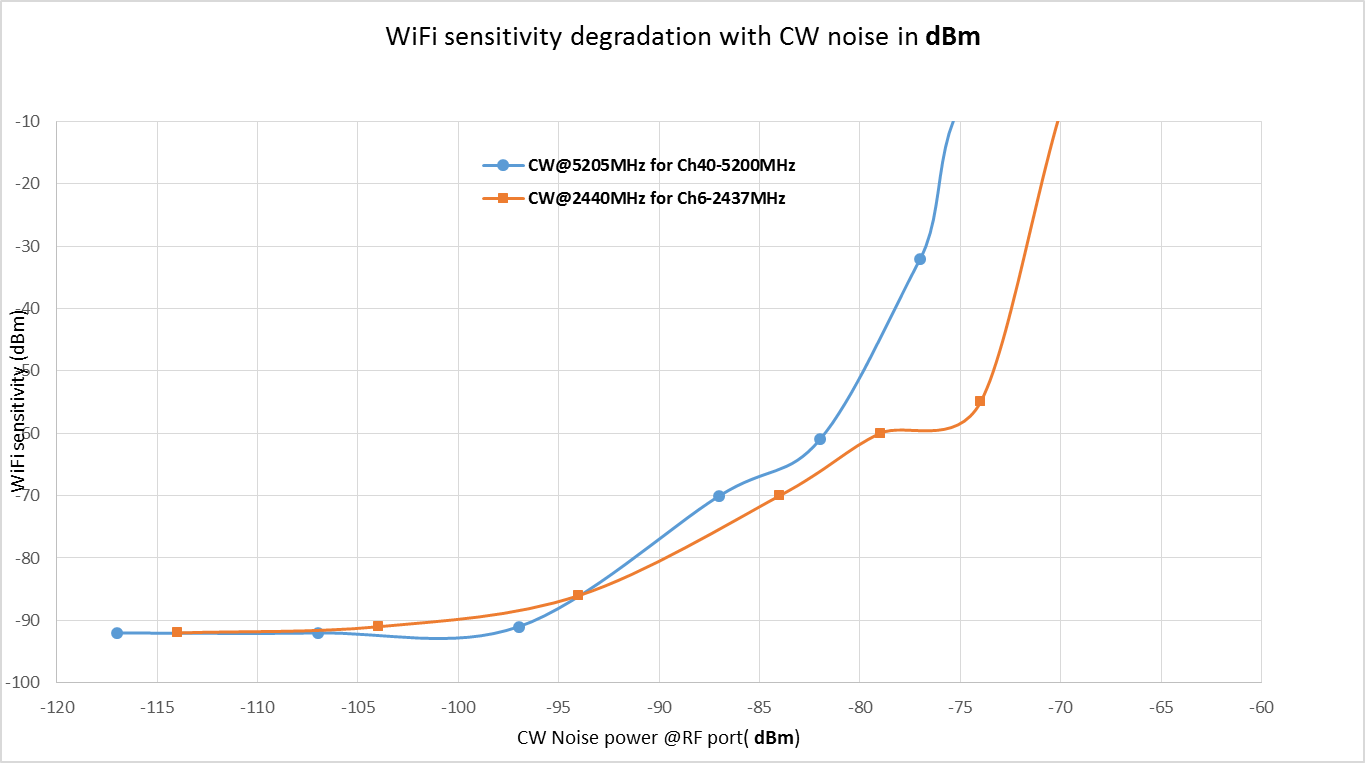 WiFi sensitivity degradation with CW noise in dBm
-10
CW@5205MHz for Ch40-5200MHz
-20
CW@2440MHz for Ch6-2437MHz
-30
-40
WiFi sensitivity (dBm)
-50
-60
-70
-80
-90
-100
-120 -115 -110 -105 -100 -95 -90 -85 -80 -75 -70 -65 -60
CW Noise power @RF port( dBm)